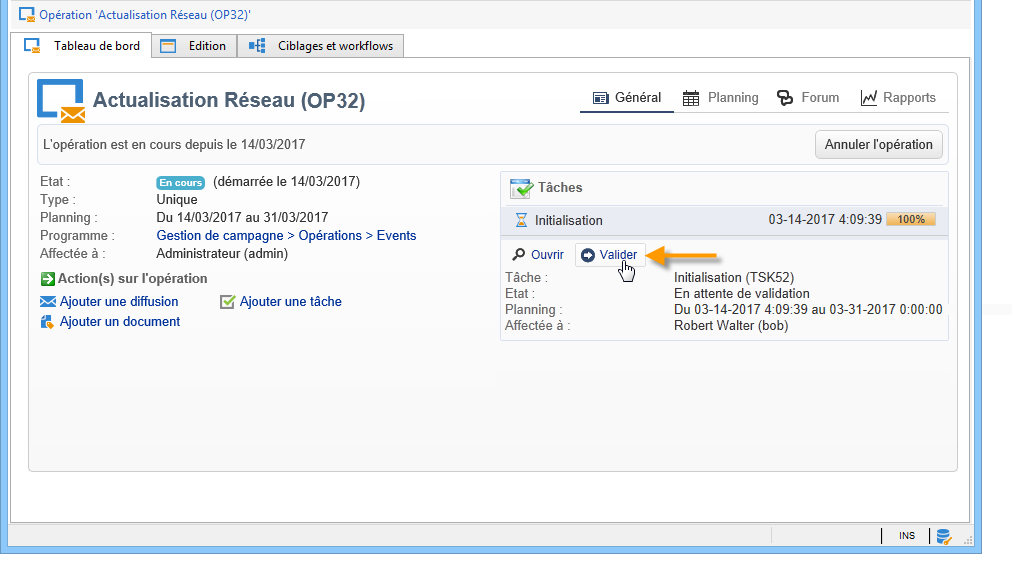 Opération 'Actualisation Réseau (OP32)'
Tableau de bord Edition Ciblages et workflows
Actualisation Réseau (OP32)
Général Planning Forum Rapports
L'opération est en cours depuis le 14/03/2017 Annuler l'opération
Etat : En cours (démarrée le 14/03/2017)
Type : Unique
Planning : Du 14/03/2017 au 31/03/2017
Programme : Gestion de campagne > Opérations > Events
Affectée à : Administrateur (admin)
Action(s) sur l'opération
Ajouter une diffusion Ajouter une tâche
Ajouter un document
Tâches
Initialisation 03-14-2017 4:09:39 100%
Ouvrir Valider
Tâche : Initialisation (TSK52)
Etat : En attente de validation
Planning : Du 03-14-2017 4:09:39 au 03-31-2017 0:00:00
Affectée à : Robert Walter (bob)
INS